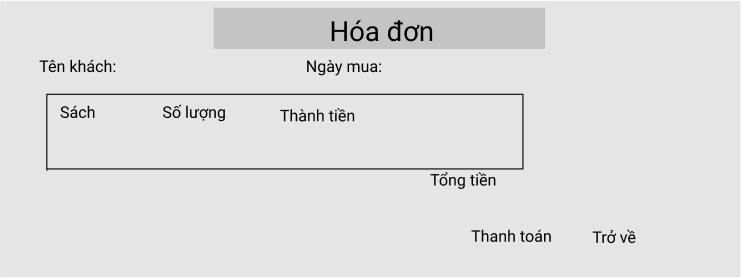 Hóa đơn
Tên khách: Ngày mua:
Sách Số lượng Thành tiền
Tổng tiền
Thanh toán Trở về